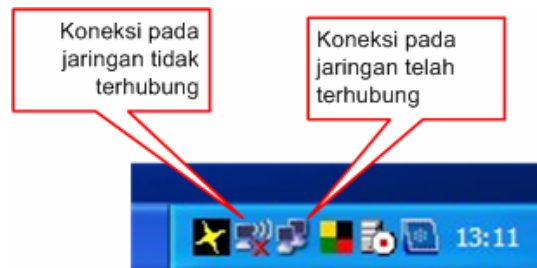 Koneksi pada
jaringan tidak
terhubung
Koneksi pada
jaringan telah
terhubung
13:11